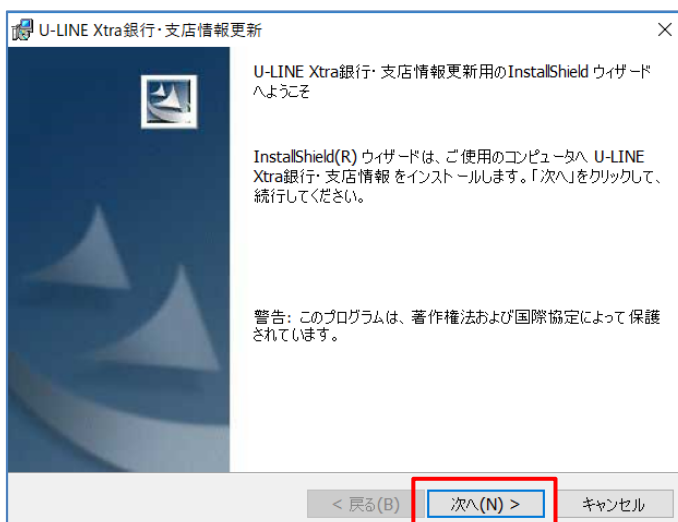 U-LINE Xtra銀行・支店情報更新
U-LINE Xtra銀行・支店情報更新用のInstallShield ウィザード
へようこそ
InstallShield(R) ウィザードは、ご使用のコンピュータへ U-LINE
Xtra銀行・支店情報 をインストールします。「次へ」をクリックして、
続行してください。
警告: このプログラムは、著作権法および国際協定によって保護
されています。
< 戻る(B) 次へ(N) > キャンセル